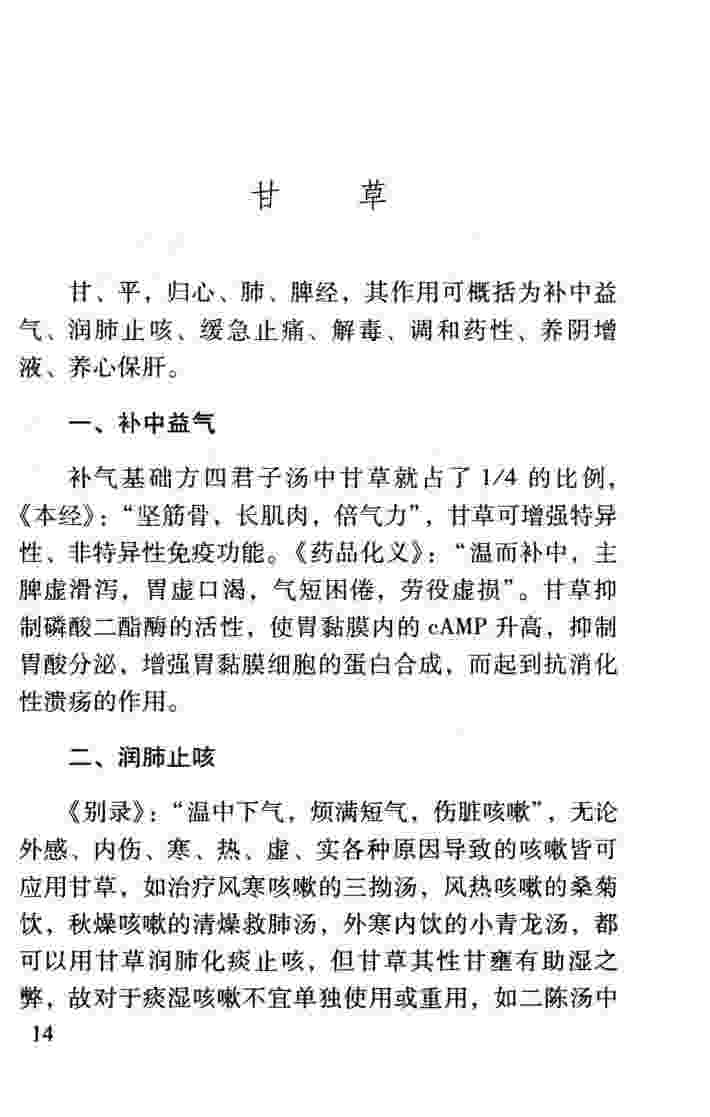 甘 草
甘、平，归心、肺、脾经，其作用可概括为补中益
气、润肺止咳、缓急止痛、解毒、调和药性、养阴增
液、养心保肝。
一、补中益气
补气基础方四君子汤中甘草就占了 1/4 的比例，
《本经》：“坚筋骨、长肌肉，倍气力”，甘草可增强特异
性、非特异性免疫功能。《药品化义》：“温而补中，主
脾虚滑泻，胃虚口渴，气短困倦，劳役虚损”。甘草抑
制磷酸二酯酶的活性，使胃黏膜内的 cAMP 升高，抑制
胃酸分泌，增强胃黏膜细胞的蛋白合成，而起到抗消化
性溃疡的作用。
二、润肺止咳
《别录》：“温中下气，烦满短气，伤脏咳嗽”，无论
外感、内伤、寒、热、虚、实各种原因导致的咳嗽皆可
应用甘草，如治疗风寒咳嗽的三拗汤，风热咳嗽的桑菊
饮，秋燥咳嗽的清燥救肺汤，外寒内饮的小青龙汤，都
可以用甘草润肺化痰止咳，但甘草其性甘壅有助湿之
弊，故对于痰湿咳嗽不宜单独使用或重用，如二陈汤中
14